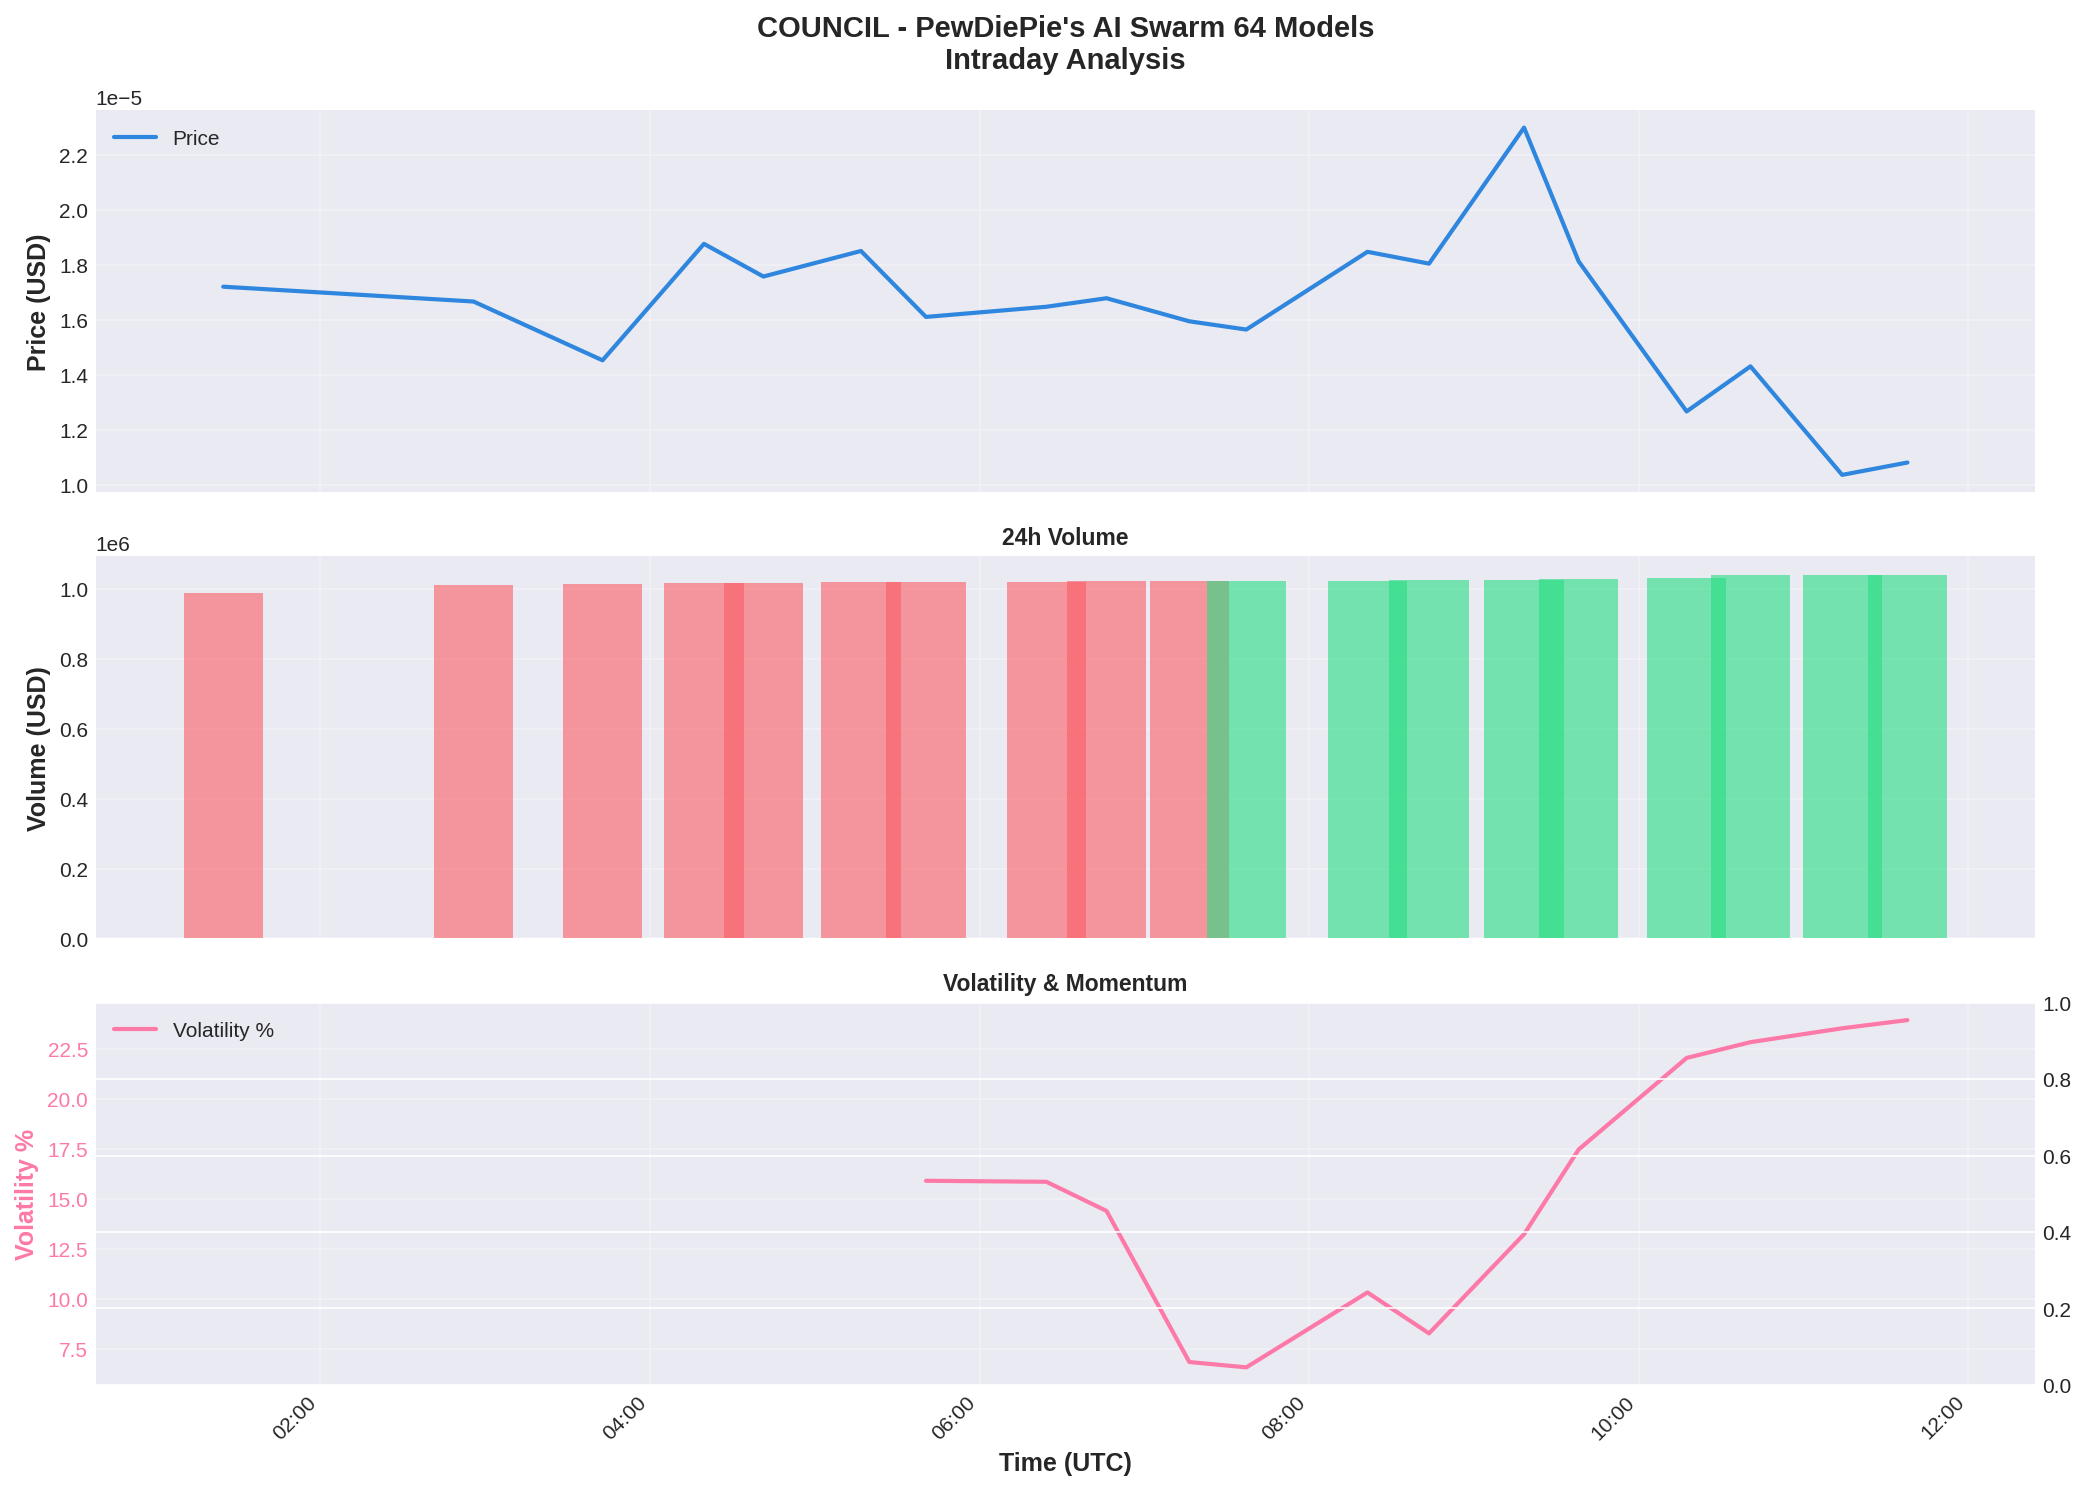 COUNCIL - PewDiePie's AI Swarm 64 Models
Intraday Analysis
1e−5
Price
2.2
2.0
1.8
1.6
1.4
1.2
1.0
Price (USD)
24h Volume
1e6
1.0
0.8
0.6
0.4
0.2
0.0
Volume (USD)
Volatility & Momentum
Volatility %
22.5
20.0
17.5
15.0
12.5
10.0
7.5
Volatility %
1.0
0.8
0.6
0.4
0.2
0.0
02:00
04:00
06:00
08:00
10:00
12:00
Time (UTC)